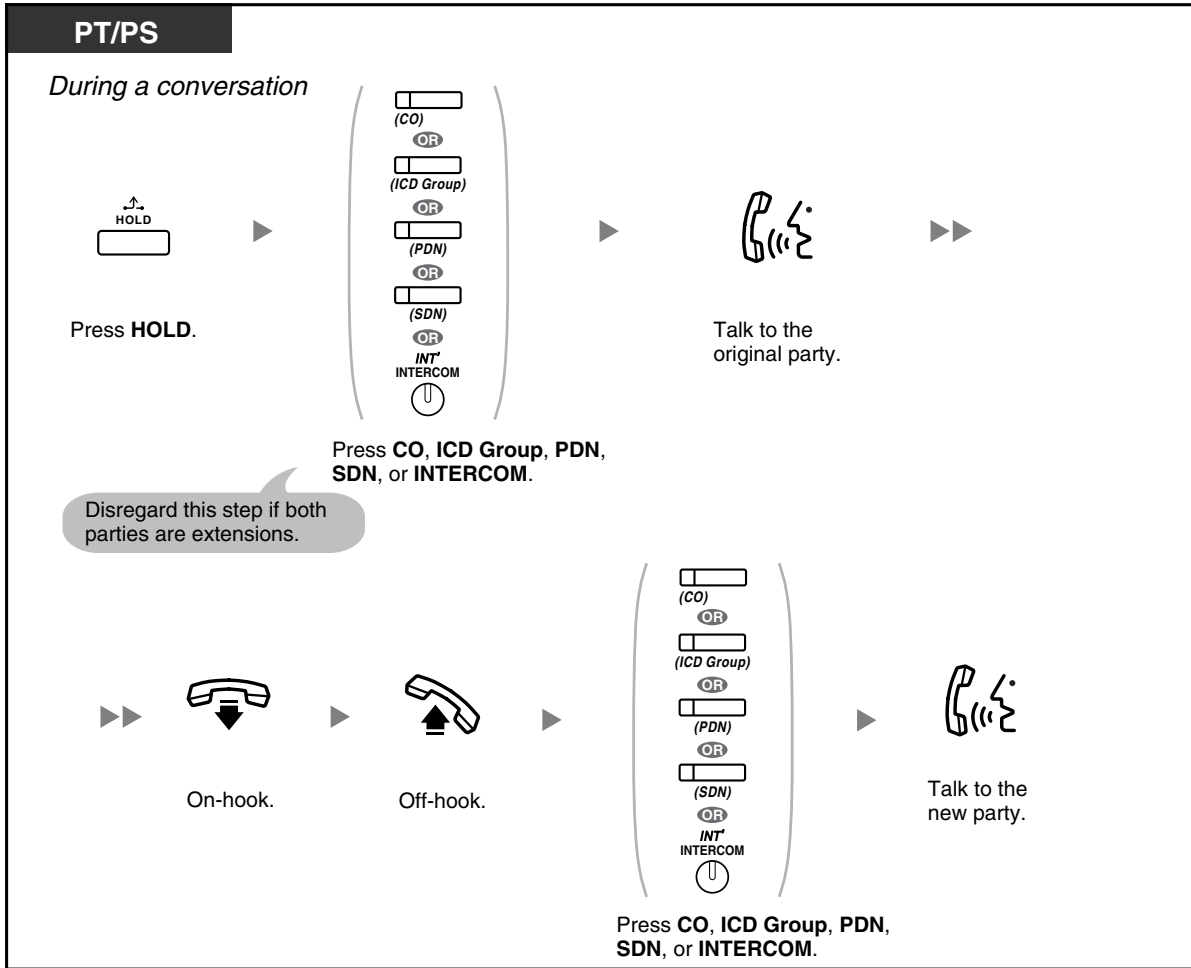 PT/PS
During a conversation
(CO)
OR
(ICD Group)
OR
(PDN)
OR
(SDN)
OR
INT'
INTERCOM
HOLD
Press HOLD.
Talk to the
original party.
Press CO, ICD Group, PDN,
SDN, or INTERCOM.
Disregard this step if both
parties are extensions.
On-hook.
Off-hook.
(CO)
OR
(ICD Group)
OR
(PDN)
OR
(SDN)
OR
INT'
INTERCOM
Press CO, ICD Group, PDN,
SDN, or INTERCOM.
Talk to the
new party.